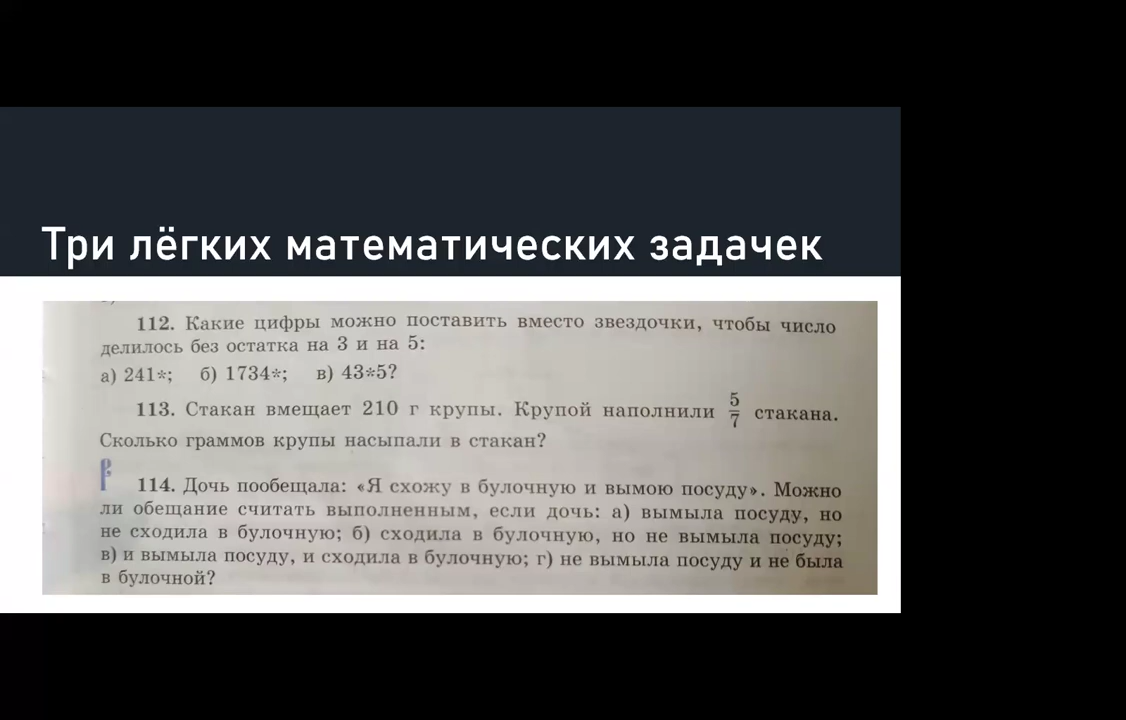 Три лёгких математических задачек
112. Какие цифры можно поставить вместо звездочки, чтобы число
делилось без остатка на 3 и на 5:
а) 241*; б) 1734*; в) 43*5?
113. Стакан вмещает 210 г крупы. Крупой наполнили 5/7 стакана.
Сколько граммов крупы насыпали в стакан?
114. Дочь пообещала: «Я схожу в булочную и вымою посуду». Можно
ли обещание считать выполненным, если дочь: а) вымыла посуду, но
не сходила в булочную; б) сходила в булочную, но не вымыла посуду;
в) и вымыла посуду, и сходила в булочную; г) не вымыла посуду и не была
в булочной?